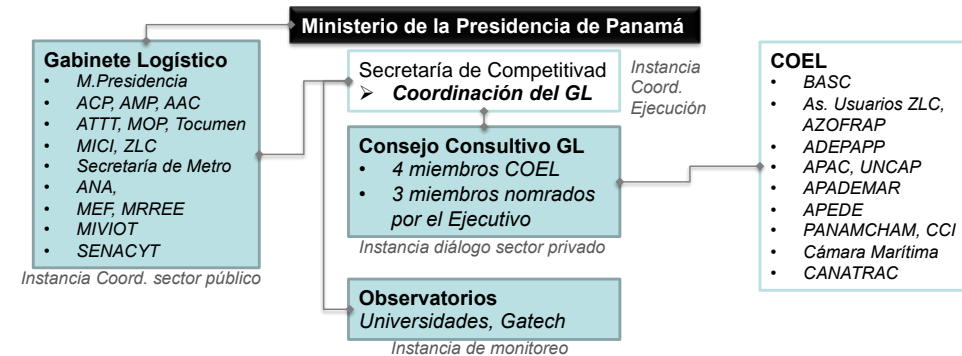 Ministerio de la Presidencia de Panamá
Gabinete Logístico
• M.Presidencia
• ACP, AMP, AAC
• ATTT, MOP, Tocumen
• MICI, ZLC
• Secretaría de Metro
• ANA,
• MEF, MRREE
• MIVIOT
• SENACYT
Instancia Coord. sector público
Secretaría de Competitivad
➢ Coordinación del GL
Instancia
Coord.
Ejecución
Consejo Consultivo GL
• 4 miembros COEL
• 3 miembros nomrados
por el Ejecutivo
Instancia diálogo sector privado
Observatorios
Universidades, Gatech
Instancia de monitoreo
COEL
• BASC
• As. Usuarios ZLC,
AZOFRAP
• ADEPAPP
• APAC, UNCAP
• APADEMAR
• APEDE
• PANAMCHAM, CCI
• Cámara Marítima
• CANATRAC